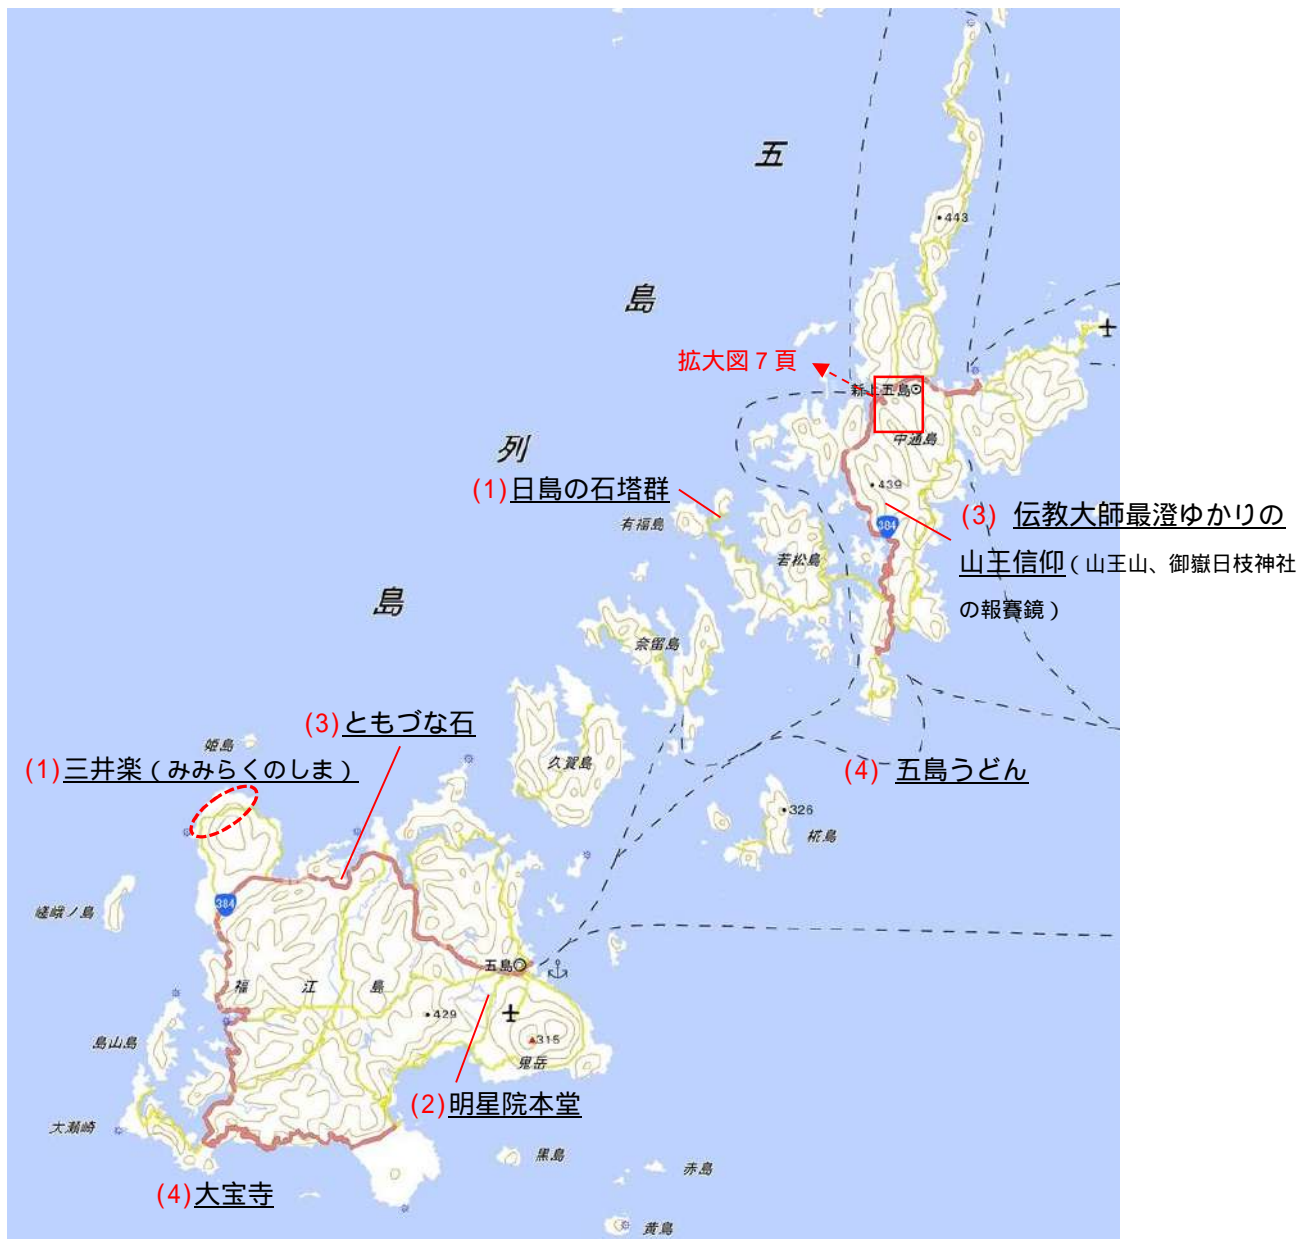 五
島
列
島
443
拡大図７頁
新上五島
中通島
439
384
(1)日島の石塔群
有福島
若松島
(3) 伝教大師最澄ゆかりの
山王信仰（山王山、御嶽日枝神社
の報賽鏡）
奈留島
(3)ともづな石
姫島
(1)三井楽（みみらくのしま）
久賀島
(4) 五島うどん
326
椛島
384
嵯峨ノ島
五島
福江島
429
315
鬼岳
島山島
(2)明星院本堂
大瀬崎
黒島
赤島
(4)大宝寺
黄島